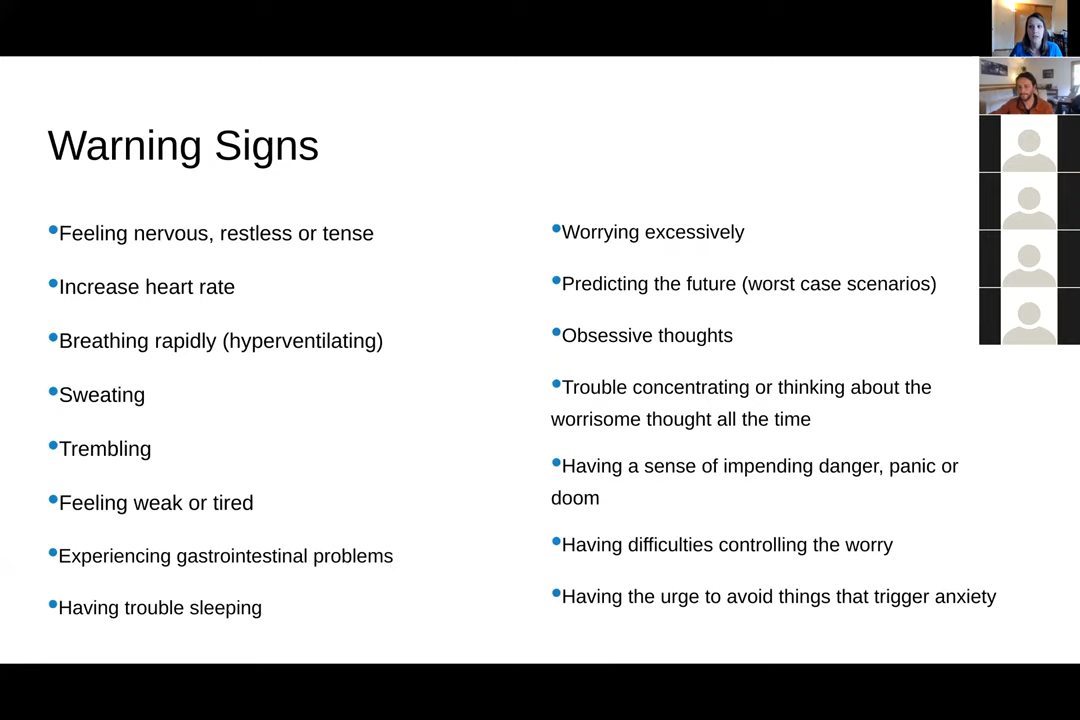 Warning Signs
•Feeling nervous, restless or tense
•Increase heart rate
•Breathing rapidly (hyperventilating)
•Sweating
•Trembling
•Feeling weak or tired
•Experiencing gastrointestinal problems
•Having trouble sleeping
•Worrying excessively
•Predicting the future (worst case scenarios)
•Obsessive thoughts
•Trouble concentrating or thinking about the
worrisome thought all the time
•Having a sense of impending danger, panic or
doom
•Having difficulties controlling the worry
•Having the urge to avoid things that trigger anxiety